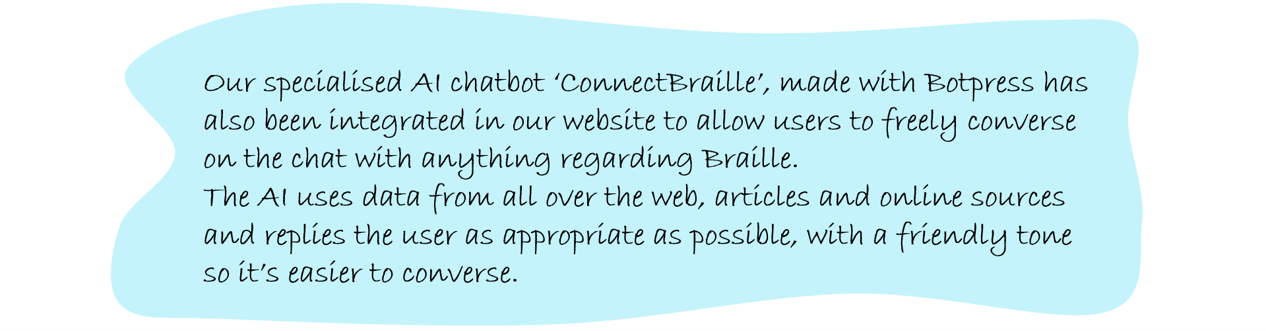 Our specialised AI chatbot ‘ConnectBraille’, made with Botpress has
also been integrated in our website to allow users to freely converse
on the chat with anything regarding Braille.
The AI uses data from all over the web, articles and online sources
and replies the user as appropriate as possible, with a friendly tone
so it’s easier to converse.